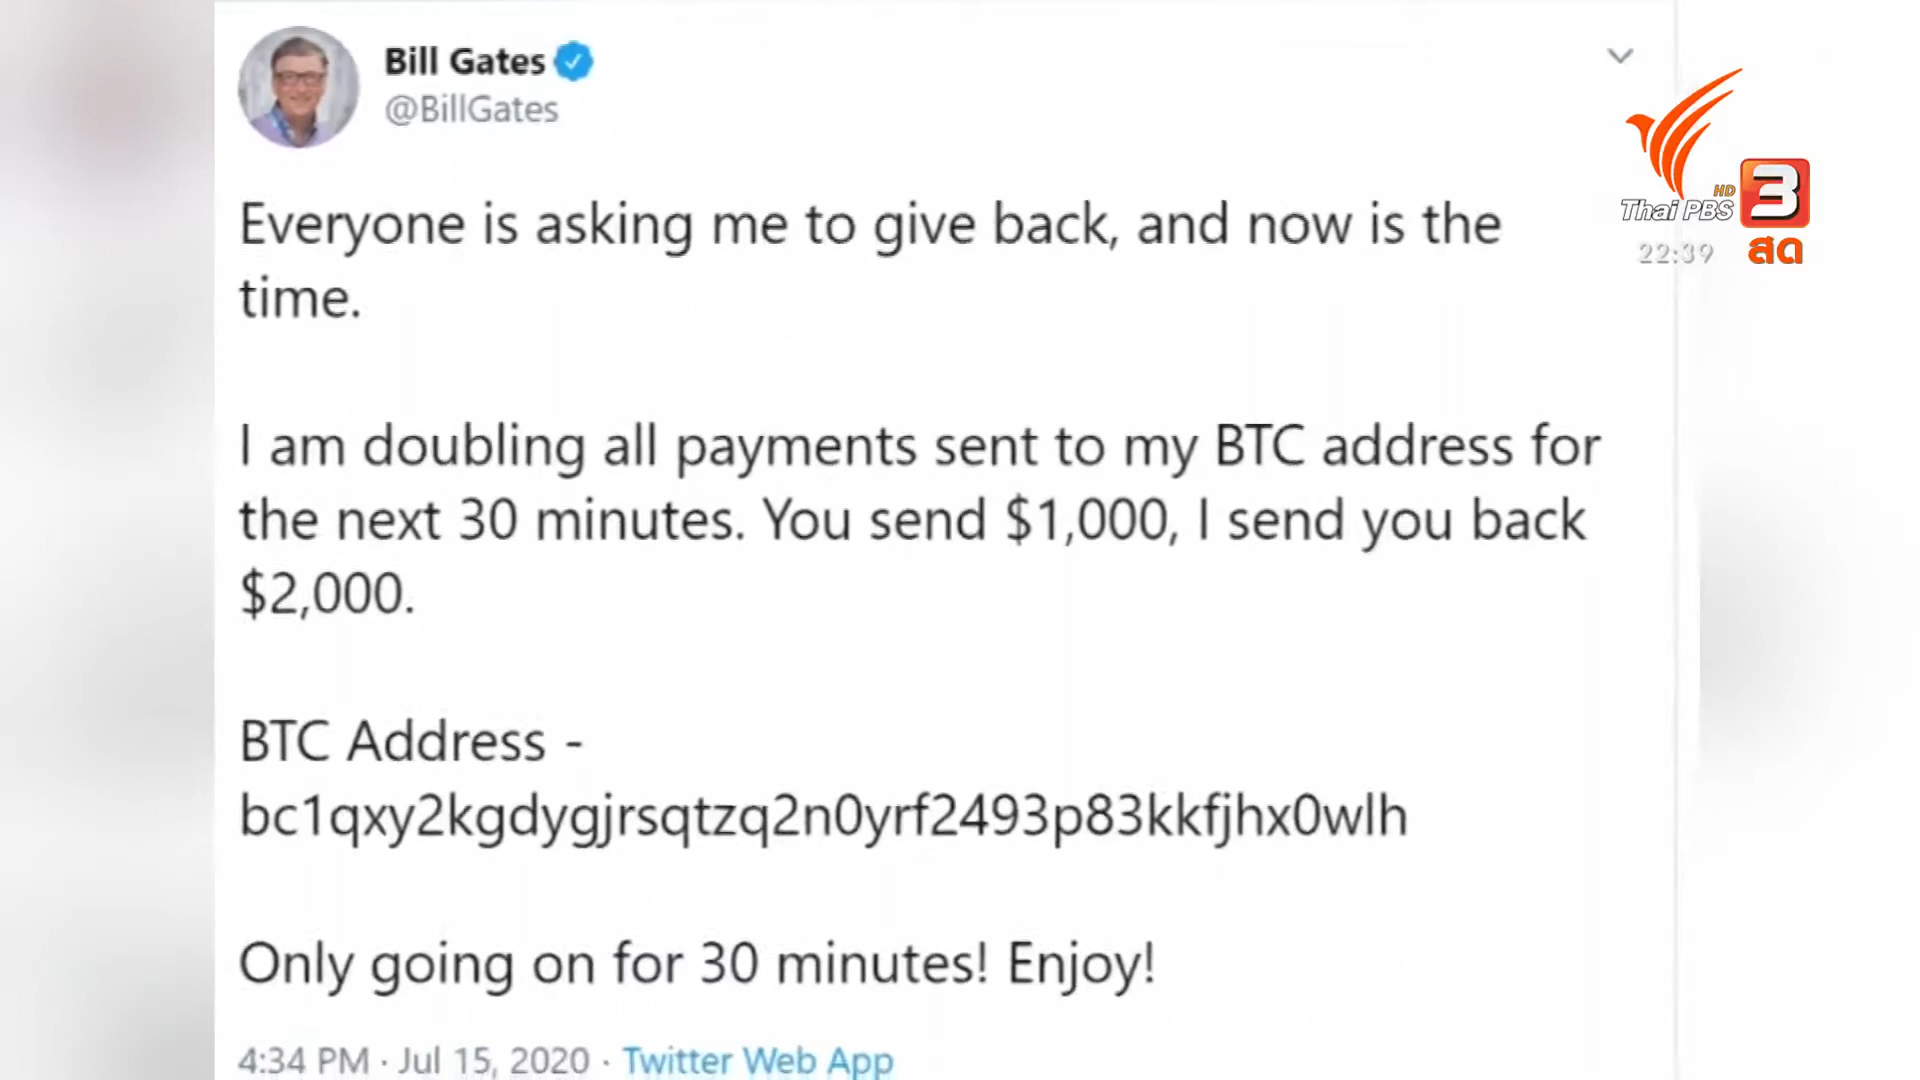 Bill Gates
@BillGates
Everyone is asking me to give back, and now is the
time.
I am doubling all payments sent to my BTC address for
the next 30 minutes. You send $1,000, I send you back
$2,000.
BTC Address -
bc1qxy2kgdygjrsqtzq2n0yrf2493p83kkfjhx0wlh
Only going on for 30 minutes! Enjoy!
4:34 PM · Jul 15, 2020 · Twitter Web App
HD
Thai PBS 3
22:39 สด